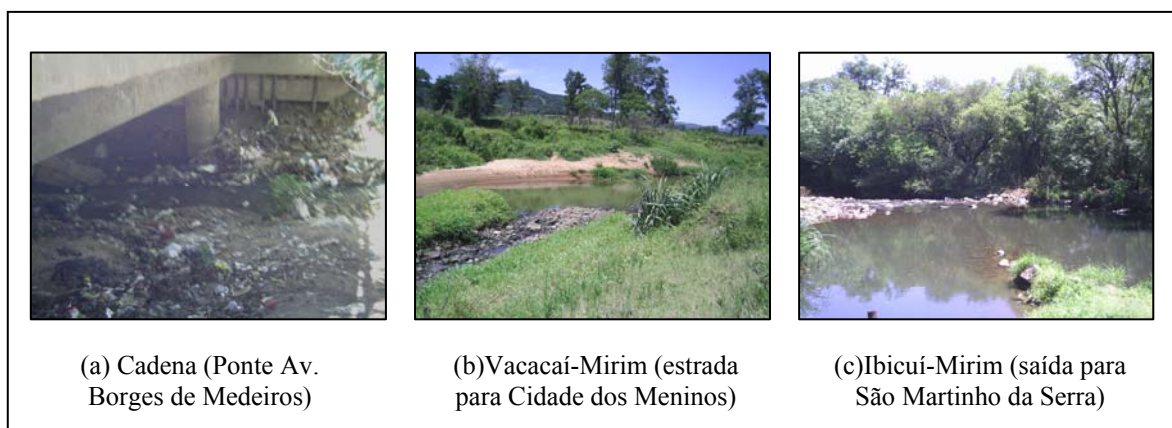 (a) Cadena (Ponte Av.
Borges de Medeiros)
(b)Vacacaí-Mirim (estrada
para Cidade dos Meninos)
(c)Ibicuí-Mirim (saída para
São Martinho da Serra)